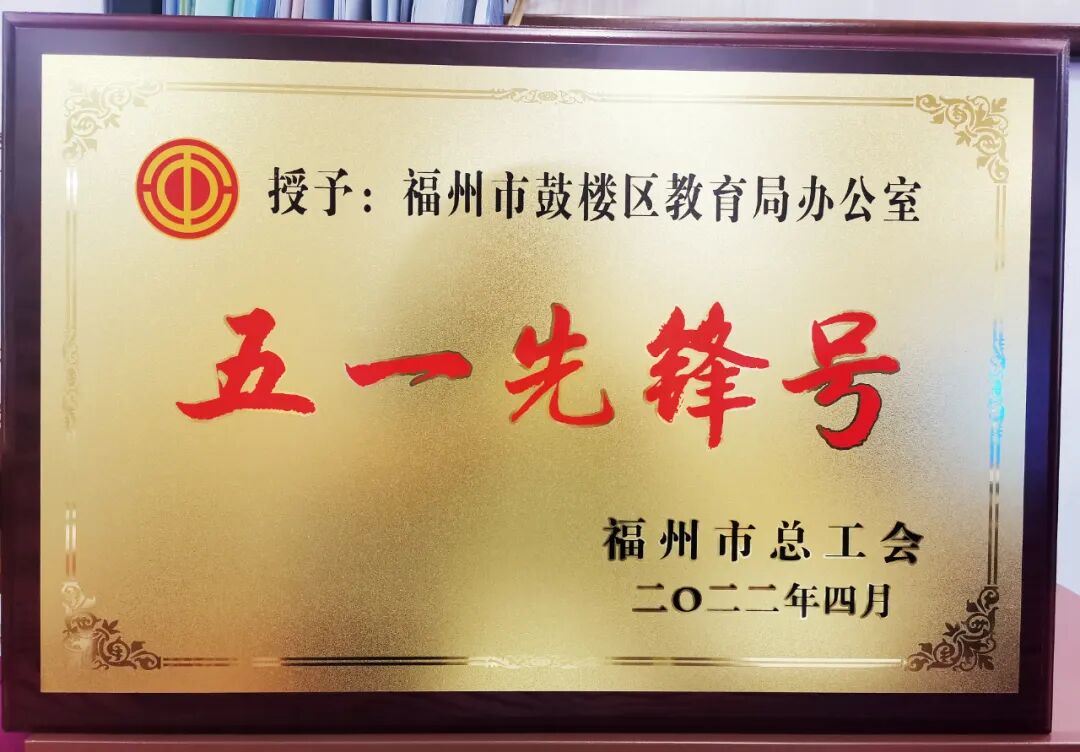 授予：福州市鼓楼区教育局办公室
五一先锋号
福州市总工会
二〇二二年四月